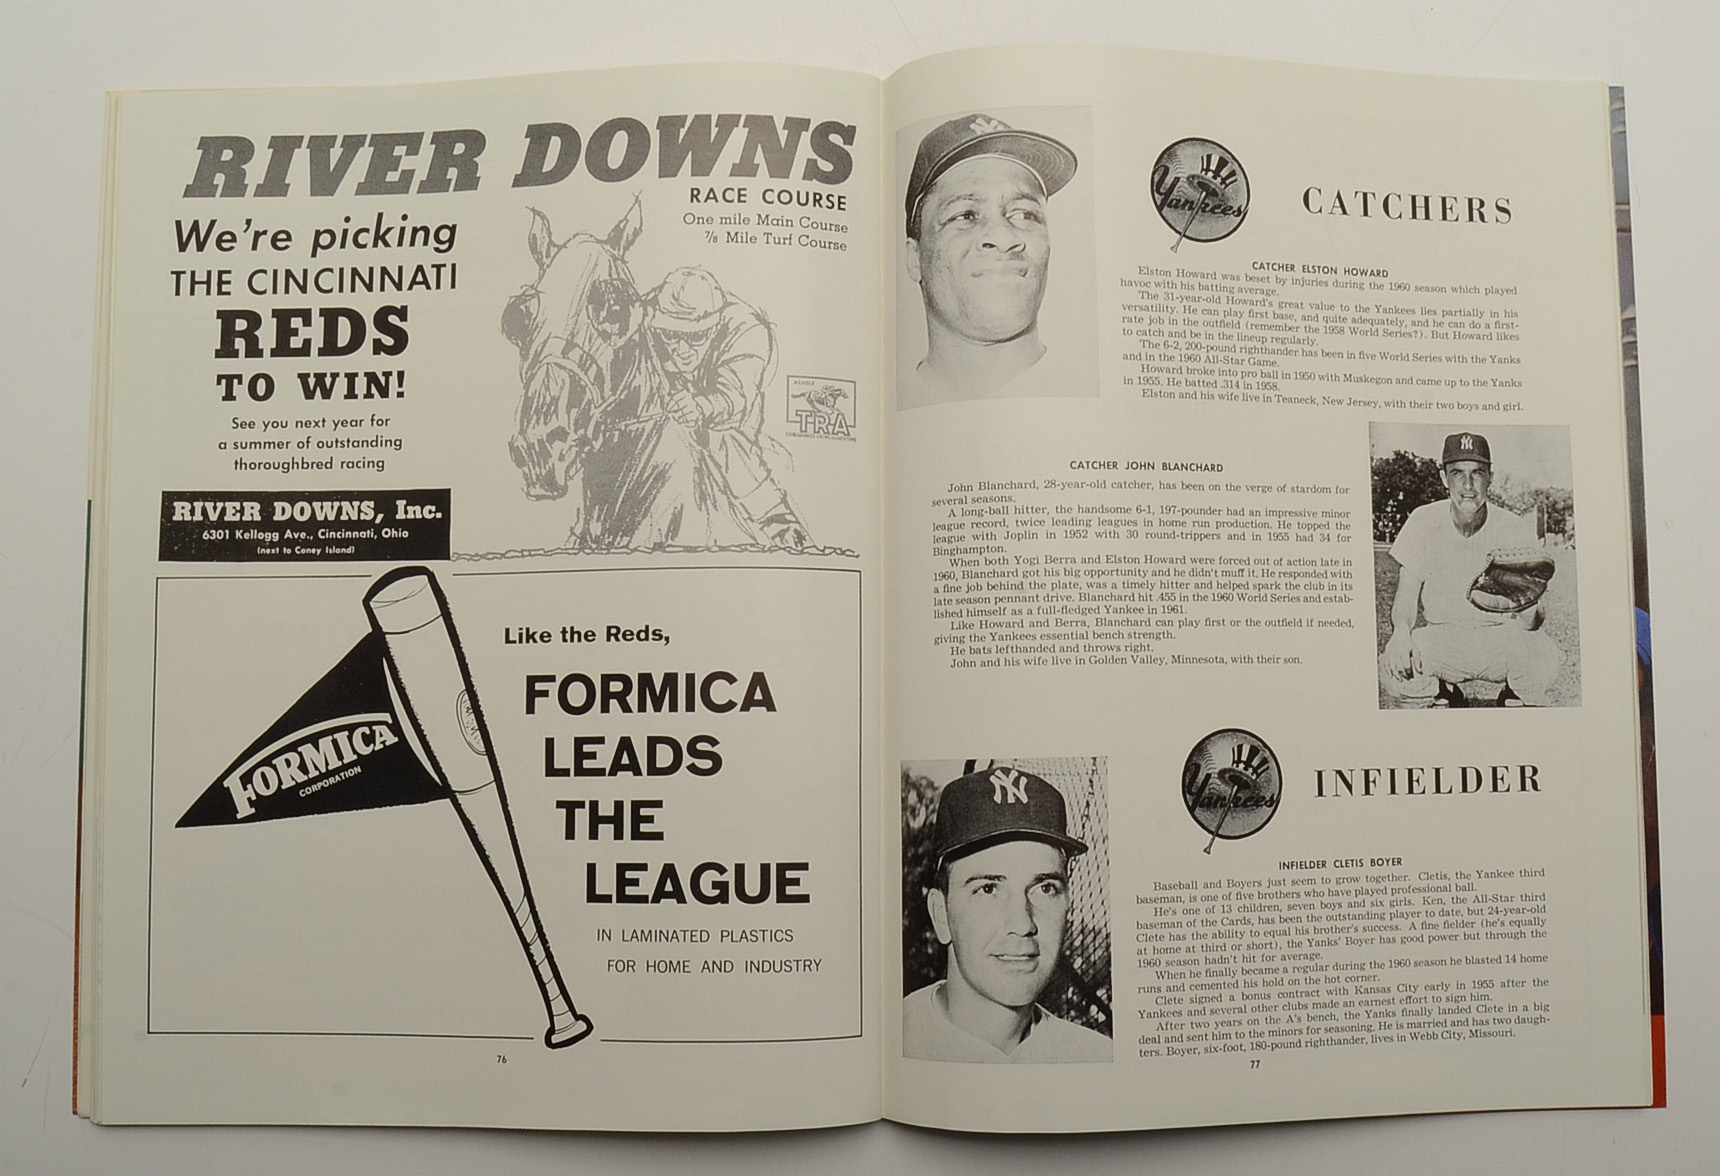 RIVER DOWNS
RACE COURSE
One mile Main Course
⅞ Mile Turf Course
We're picking
THE CINCINNATI
REDS
TO WIN!
See you next year for
a summer of outstanding
thoroughbred racing
MEMBER
TRA
RIVER DOWNS, Inc.
6301 Kellogg Ave., Cincinnati, Ohio
(next to Coney Island)
FORMICA
CORPORATION
Like the Reds,
FORMICA
LEADS
THE
LEAGUE
IN LAMINATED PLASTICS
FOR HOME AND INDUSTRY
76
NY
Yankees
CATCHERS
CATCHER ELSTON HOWARD
Elston Howard was beset by injuries during the 1960 season which played
havoc with his batting average.
The 31-year-old Howard's great value to the Yankees lies partially in his
versatility. He can play first base, and quite adequately, and he can do a first-
rate job in the outfield (remember the 1958 World Series?). But Howard likes
to catch and be in the lineup regularly.
The 6-2, 200-pound righthander has been in five World Series with the Yanks
and in the 1960 All-Star Game.
Howard broke into pro ball in 1950 with Muskegon and came up to the Yanks
in 1955. He batted .314 in 1958.
Elston and his wife live in Teaneck, New Jersey, with their two boys and girl.
CATCHER JOHN BLANCHARD
John Blanchard, 28-year-old catcher, has been on the verge of stardom for
several seasons.
A long-ball hitter, the handsome 6-1, 197-pounder had an impressive minor
league record, twice leading leagues in home run production. He topped the
league with Joplin in 1952 with 30 round-trippers and in 1955 had 34 for
Binghampton.
When both Yogi Berra and Elston Howard were forced out of action late in
1960, Blanchard got his big opportunity and he didn't muff it. He responded with
a fine job behind the plate, was a timely hitter and helped spark the club in its
late season pennant drive. Blanchard hit .455 in the 1960 World Series and estab-
lished himself as a full-fledged Yankee in 1961.
Like Howard and Berra, Blanchard can play first or the outfield if needed,
giving the Yankees essential bench strength.
He bats lefthanded and throws right.
John and his wife live in Golden Valley, Minnesota, with their son.
NY
NY
Yankees
INFIELDER
INFIELDER CLETIS BOYER
Baseball and Boyers just seem to grow together. Cletis, the Yankee third
baseman, is one of five brothers who have played professional ball.
He's one of 13 children, seven boys and six girls. Ken, the All-Star third
baseman of the Cards, has been the outstanding player to date, but 24-year-old
Clete has the ability to equal his brother's success. A fine fielder (he's equally
at home at third or short), the Yanks' Boyer has good power but through the
1960 season hadn't hit for average.
When he finally became a regular during the 1960 season he blasted 14 home
runs and cemented his hold on the hot corner.
Clete signed a bonus contract with Kansas City early in 1955 after the
Yankees and several other clubs made an earnest effort to sign him.
After two years on the A's bench, the Yanks finally landed Clete in a big
deal and sent him to the minors for seasoning. He is married and has two daugh-
ters. Boyer, six-foot, 180-pound righthander, lives in Webb City, Missouri.
77